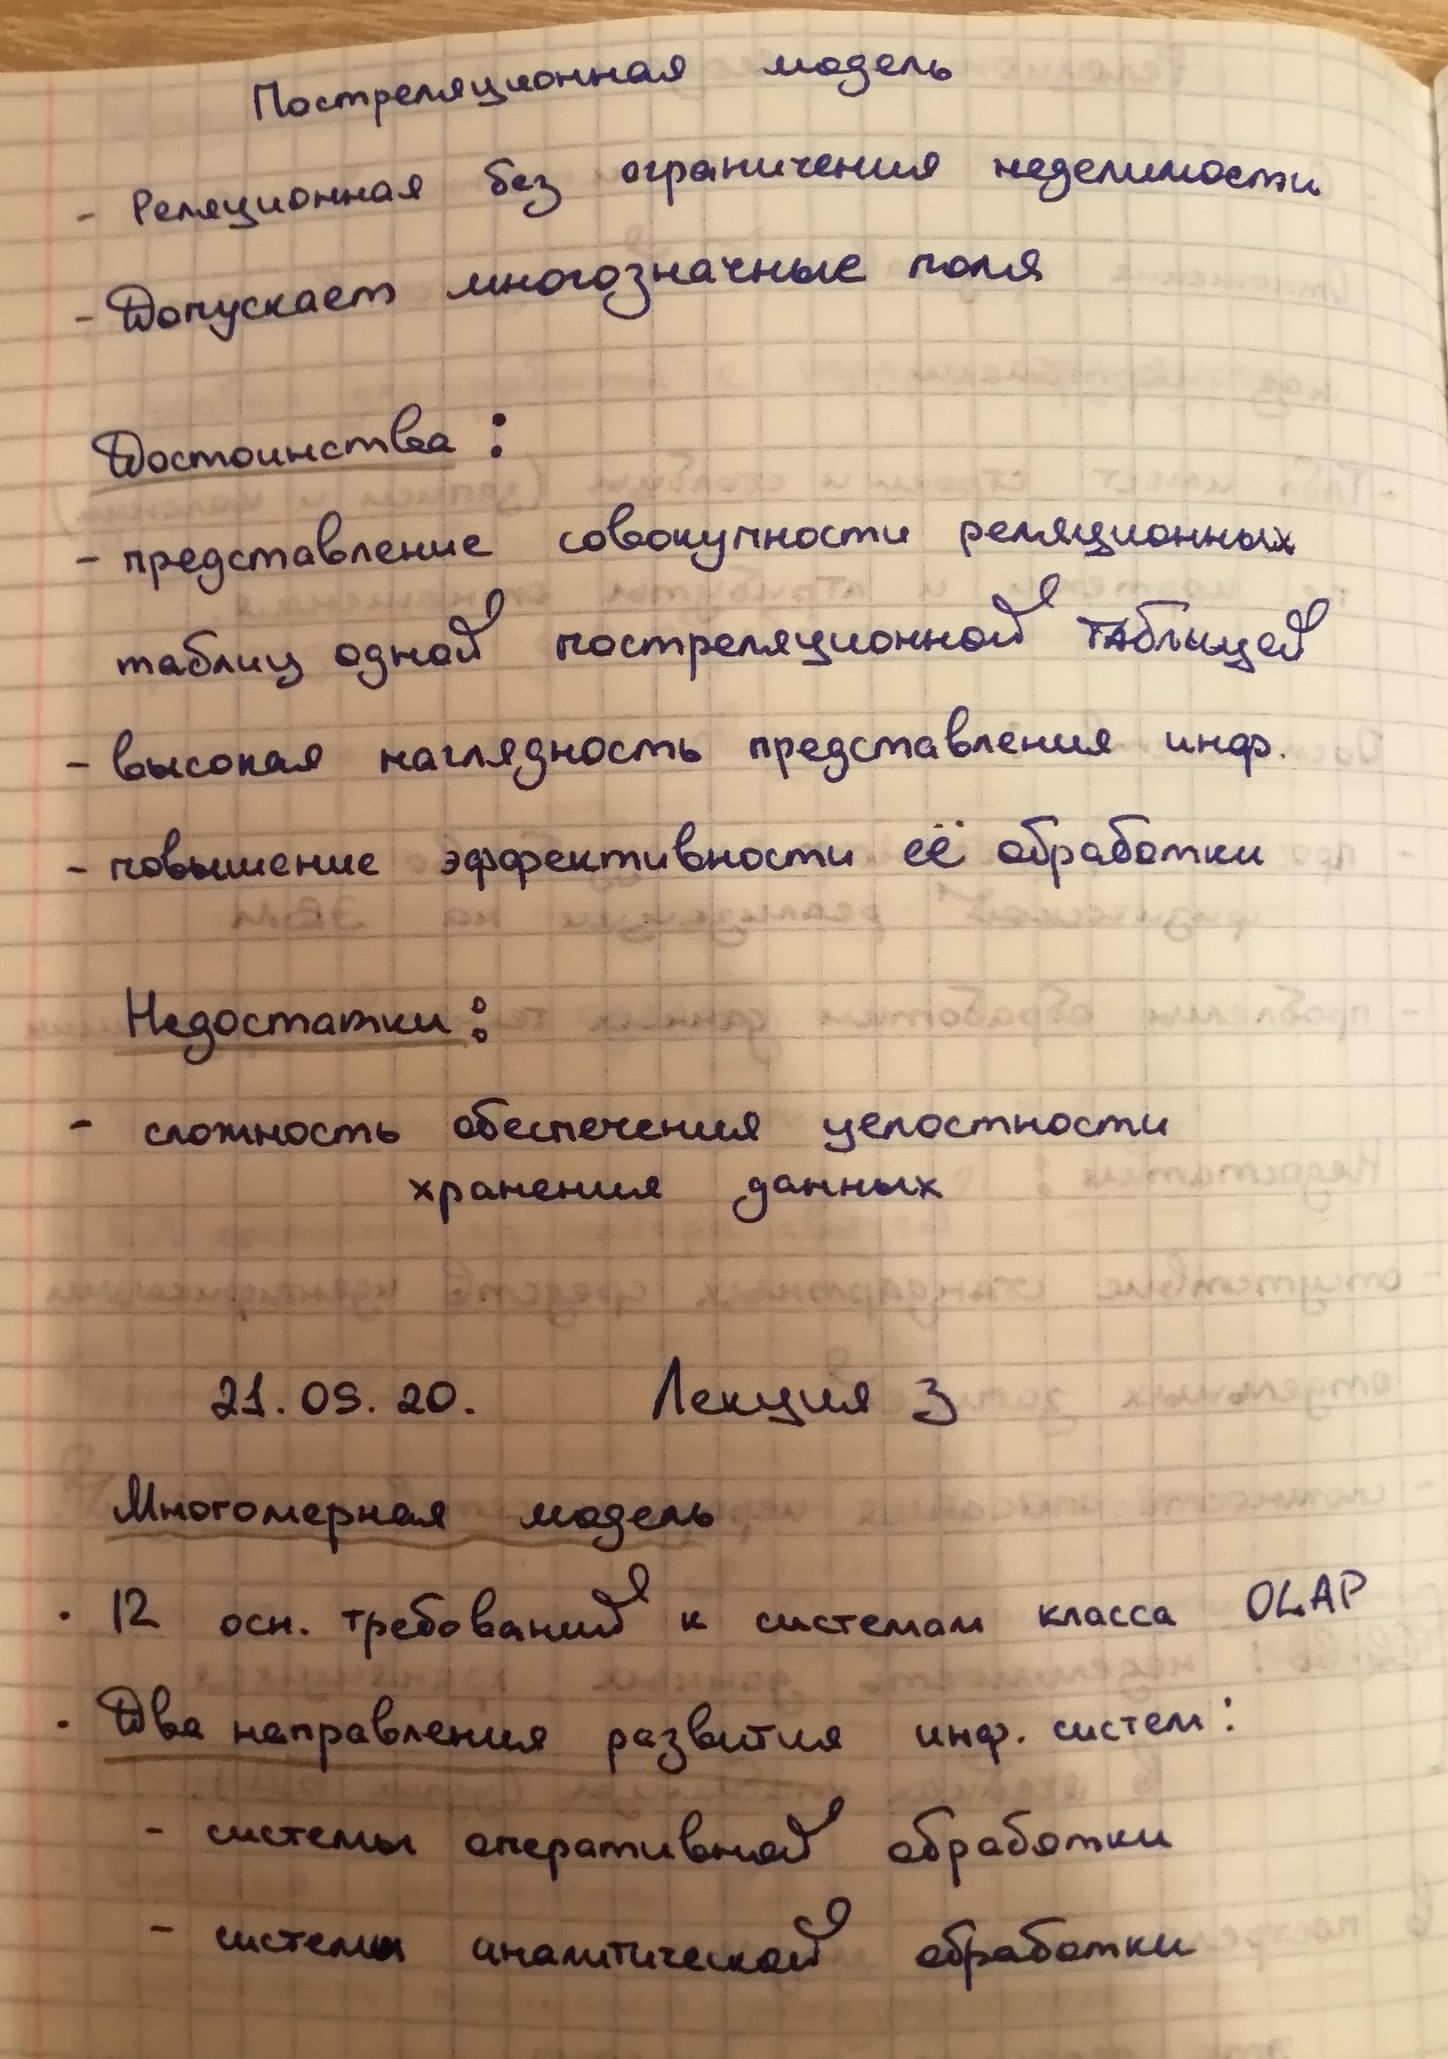 Постреляционная модель
- Реляционная без ограничения неделимости
- Допускает многозначные поля
Достоинства:
- представление совокупности реляционных
таблиц одной постреляционной таблицей
- высокая наглядность представления инф.
- повышение эффективности её обработки
Недостатки:
- сложность обеспечения целостности
хранения данных
21.09.20. Лекция 3
Многомерная модель
· 12 осн. требований к системам класса OLAP
· Два направления развития инф. систем:
- системы оперативной обработки
- системы аналитической обработки